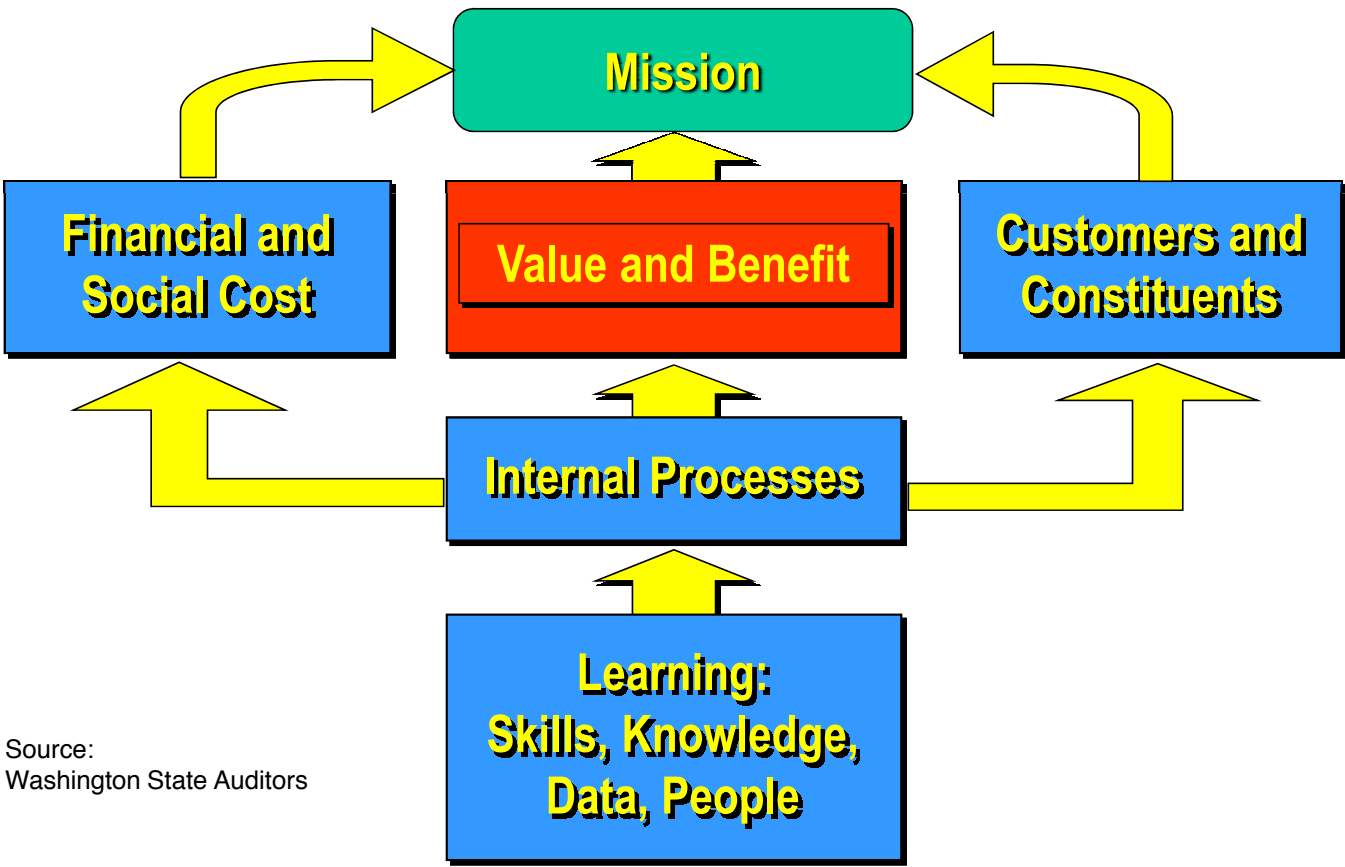 Mission
Financial and
Social Cost
Value and Benefit
Customers and
Constituents
Internal Processes
Learning:
Skills, Knowledge,
Data, People
Source:
Washington State Auditors